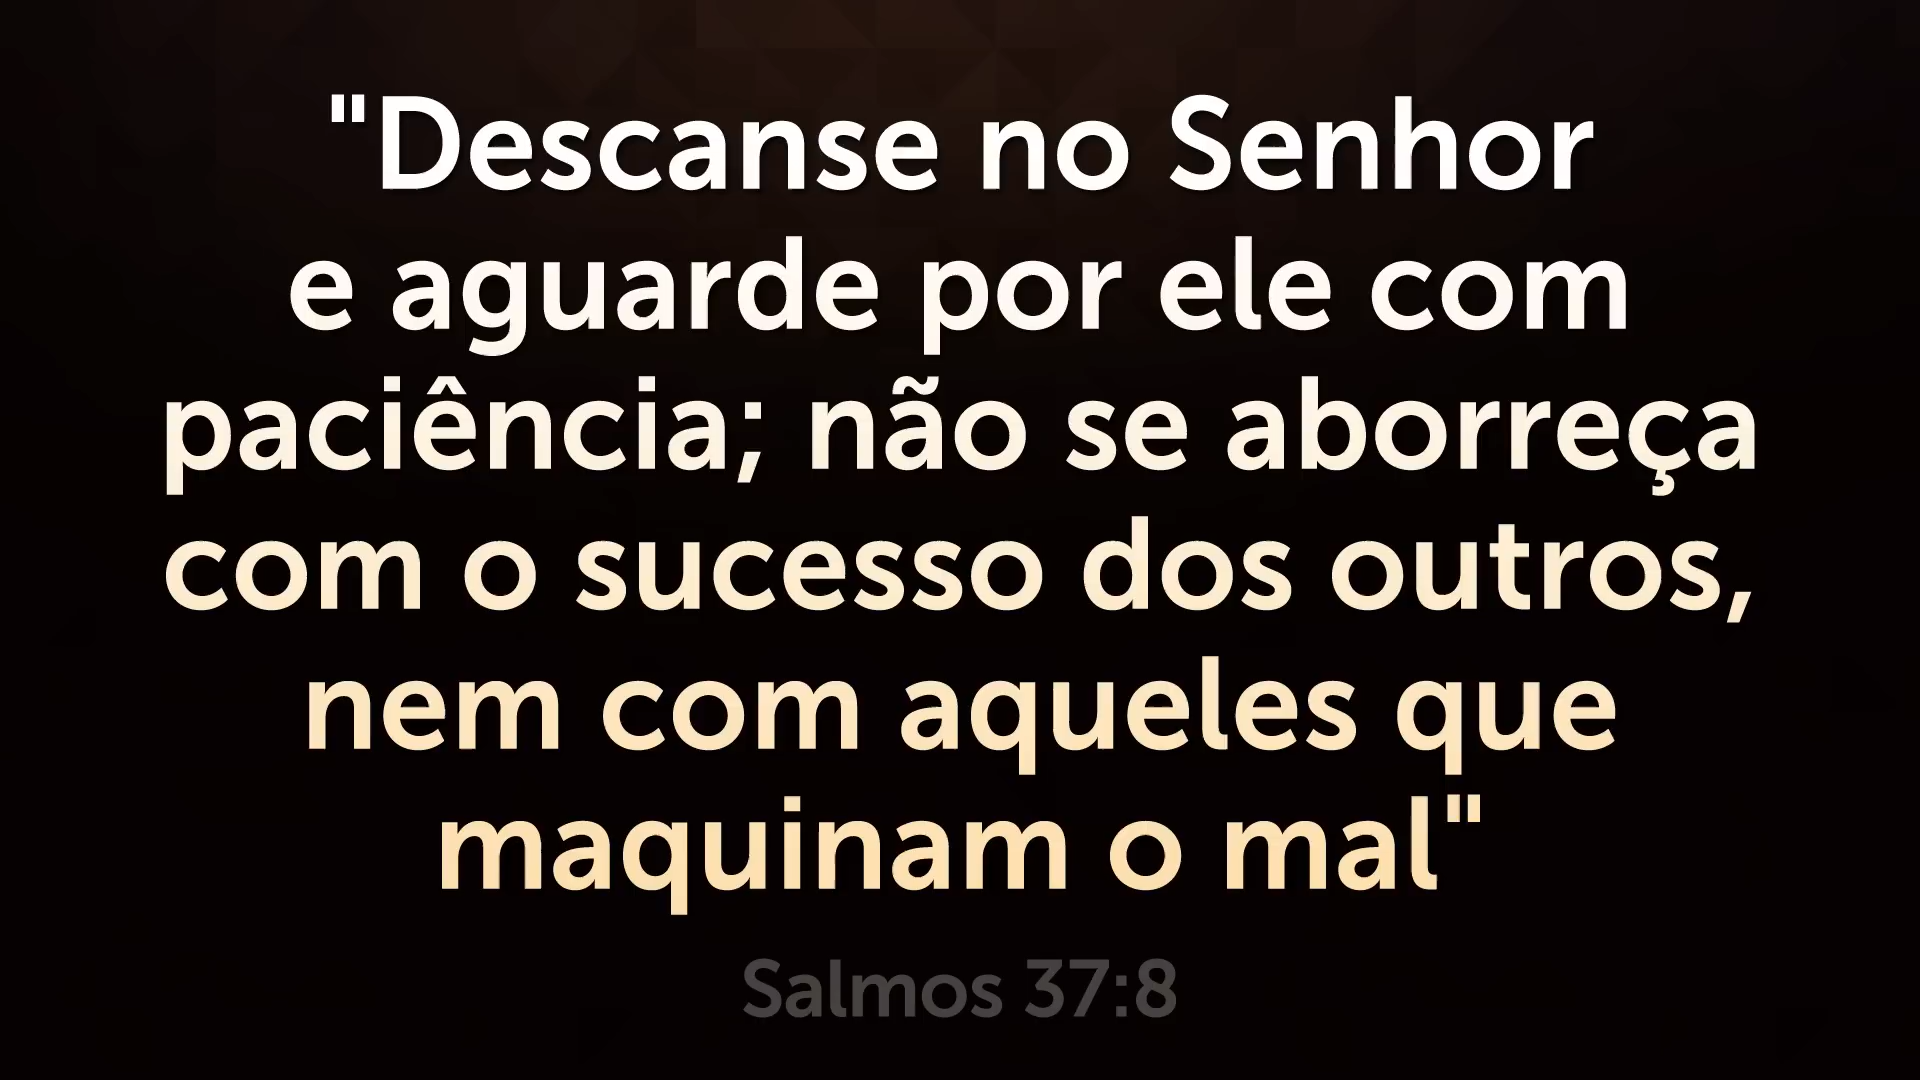 "Descanse no Senhor
e aguarde por ele com
paciência; não se aborreça
com o sucesso dos outros,
nem com aqueles que
maquinam o mal"
Salmos 37:8